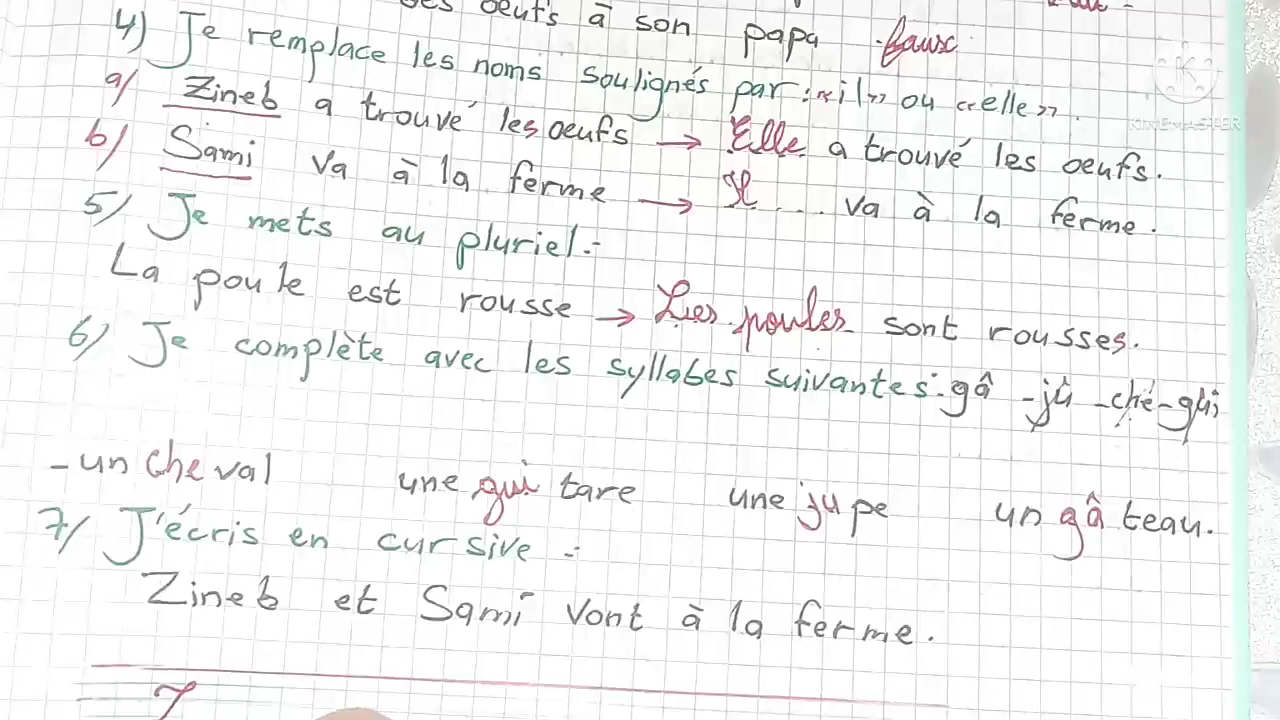 des oeufs à son papa faux
4) Je remplace les noms soulignés par : «il» ou «elle».
a/ Zineb a trouvé les oeufs → Elle a trouvé les oeufs.
b/ Sami va à la ferme → Il .... va à la ferme.
5/ Je mets au pluriel :
La poule est rousse → Les poules sont rousses.
6/ Je complète avec les syllabes suivantes : gâ - ju - che - gui
- un cheval une guitare une jupe un gâteau.
7/ J'écris en cursive :
Zineb et Sami vont à la ferme.
KINEMASTER